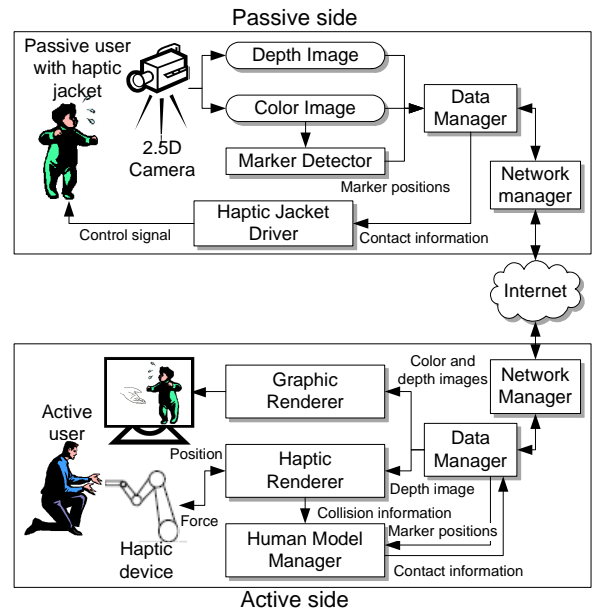 Passive side
Passive user
with haptic
jacket
2.5D
Camera
Depth Image
Color Image
Marker Detector
Marker positions
Data
Manager
Network
manager
Haptic Jacket
Driver
Control signal
Contact information
Internet
Color and
depth images
Network
Manager
Graphic
Renderer
Active
user
Position
Force
Haptic
device
Haptic
Renderer
Data
Manager
Depth image
Collision information
Marker positions
Human Model
Manager
Contact information
Active side